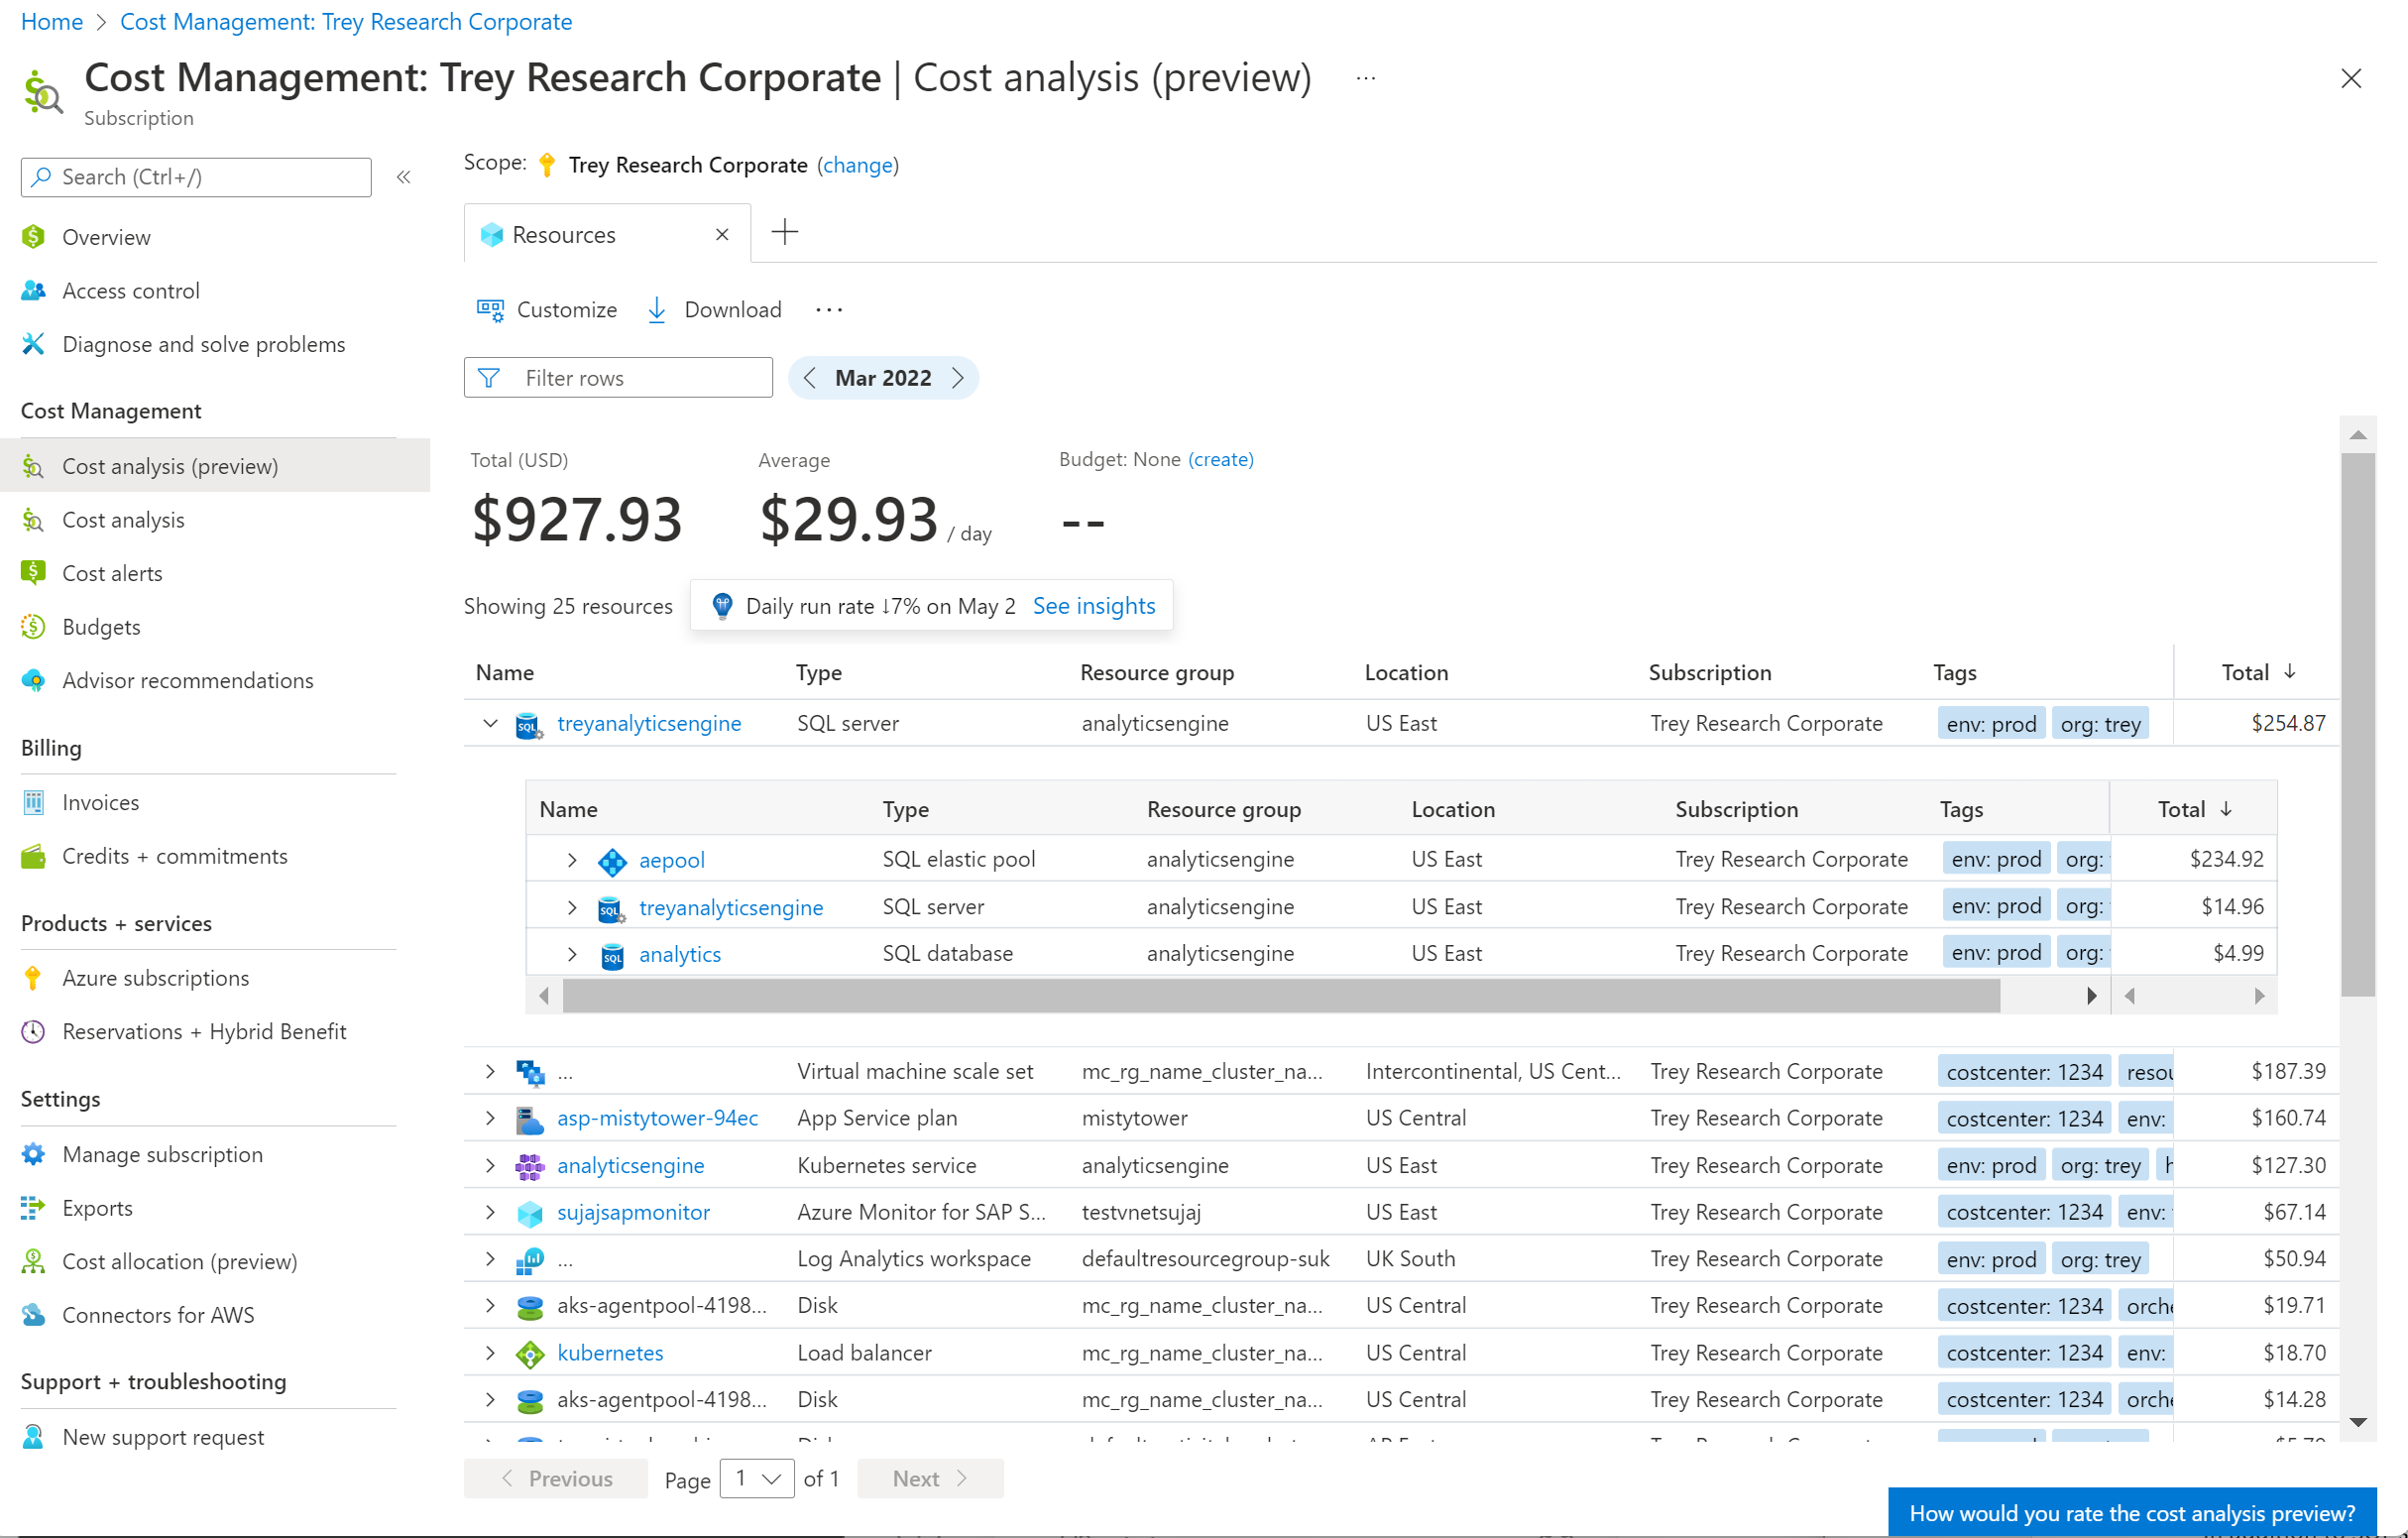 Home > Cost Management: Trey Research Corporate
Cost Management: Trey Research Corporate | Cost analysis (preview) ...
Subscription
Search (Ctrl+/) «
Overview
Access control
Diagnose and solve problems
Cost Management
Cost analysis (preview)
Cost analysis
Cost alerts
Budgets
Advisor recommendations
Billing
Invoices
Credits + commitments
Products + services
Azure subscriptions
Reservations + Hybrid Benefit
Settings
Manage subscription
Exports
Cost allocation (preview)
Connectors for AWS
Support + troubleshooting
New support request
Scope: Trey Research Corporate (change)
Resources
Customize Download ...
Filter rows
Mar 2022
Total (USD) Average Budget: None (create)
$927.93 $29.93 / day --
Showing 25 resources Daily run rate ↓7% on May 2 See insights
Name Type Resource group Location Subscription Tags Total ↓
treyanalyticsengine SQL server analyticsengine US East Trey Research Corporate env: prod org: trey $254.87
Name Type Resource group Location Subscription Tags Total ↓
aepool SQL elastic pool analyticsengine US East Trey Research Corporate env: prod org: $234.92
treyanalyticsengine SQL server analyticsengine US East Trey Research Corporate env: prod org: $14.96
analytics SQL database analyticsengine US East Trey Research Corporate env: prod org: $4.99
... Virtual machine scale set mc_rg_name_cluster_na... Intercontinental, US Cent... Trey Research Corporate costcenter: 1234 resou $187.39
asp-mistytower-94ec App Service plan mistytower US Central Trey Research Corporate costcenter: 1234 env: $160.74
analyticsengine Kubernetes service analyticsengine US East Trey Research Corporate env: prod org: trey $127.30
sujajsapmonitor Azure Monitor for SAP S... testvnetsujaj US East Trey Research Corporate costcenter: 1234 env: $67.14
... Log Analytics workspace defaultresourcegroup-suk UK South Trey Research Corporate env: prod org: trey $50.94
aks-agentpool-4198... Disk mc_rg_name_cluster_na... US Central Trey Research Corporate costcenter: 1234 orche $19.71
kubernetes Load balancer mc_rg_name_cluster_na... US Central Trey Research Corporate costcenter: 1234 env: $18.70
aks-agentpool-4198... Disk mc_rg_name_cluster_na... US Central Trey Research Corporate costcenter: 1234 orche $14.28
Previous Page 1 of 1 Next
How would you rate the cost analysis preview?